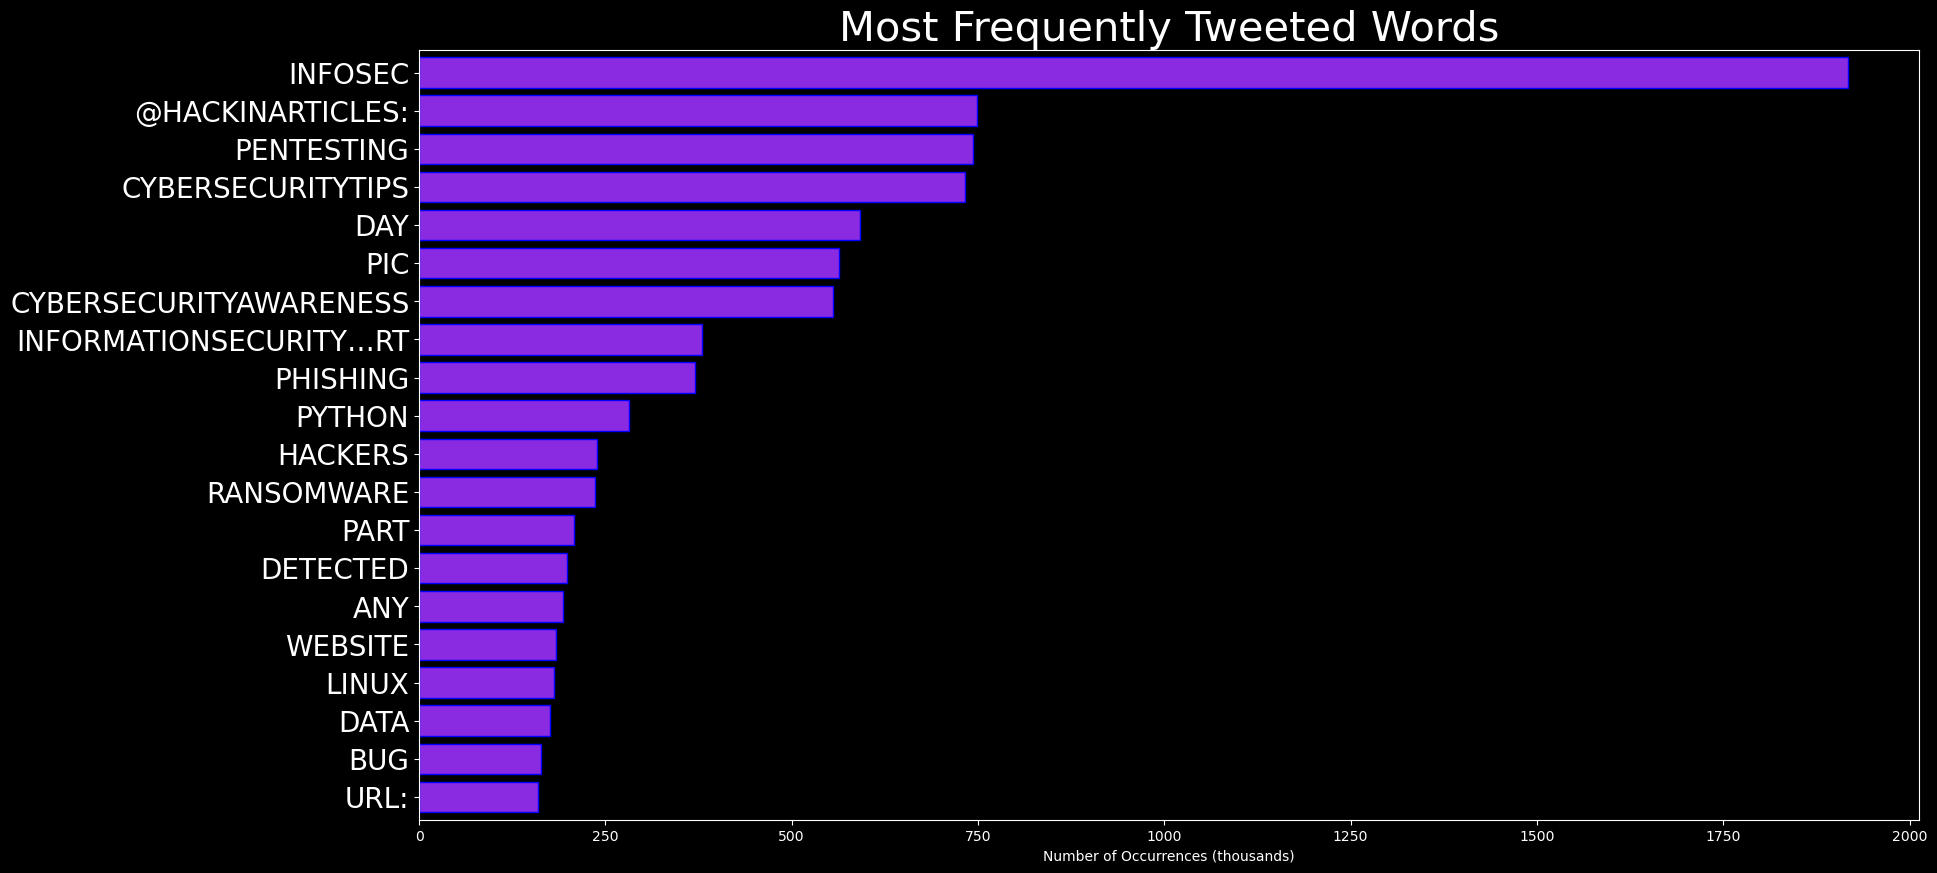 Most Frequently Tweeted Words
INFOSEC
@HACKINARTICLES:
PENTESTING
CYBERSECURITYTIPS
DAY
PIC
CYBERSECURITYAWARENESS
INFORMATIONSECURITY…RT
PHISHING
PYTHON
HACKERS
RANSOMWARE
PART
DETECTED
ANY
WEBSITE
LINUX
DATA
BUG
URL:
0 250 500 750 1000 1250 1500 1750 2000
Number of Occurrences (thousands)